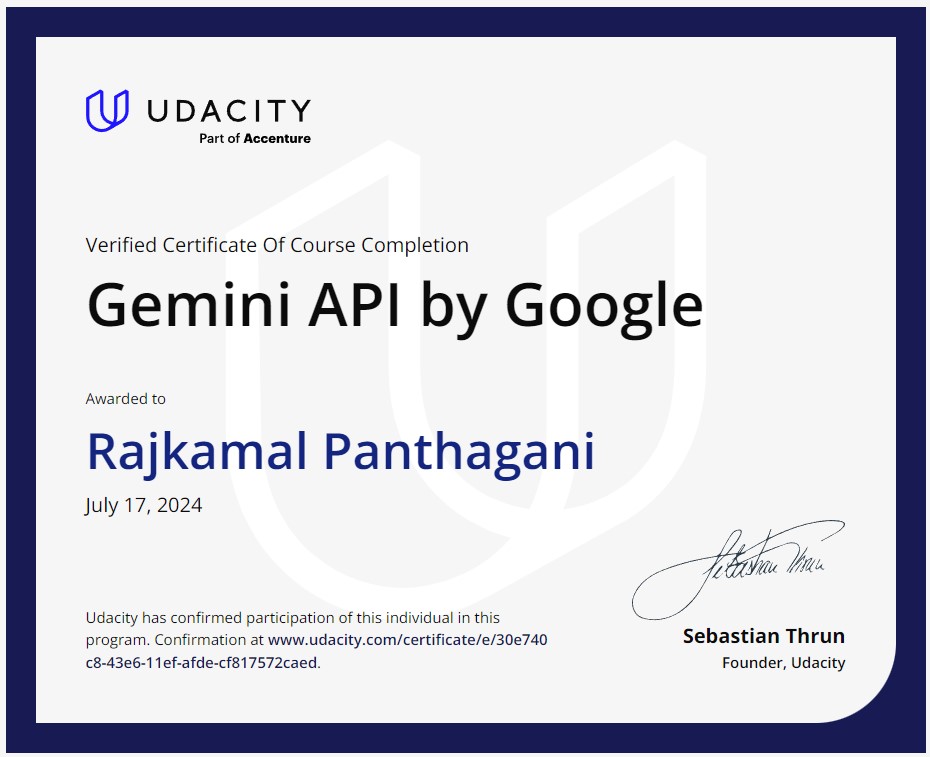 UDACITY
Part of Accenture
Verified Certificate Of Course Completion
Gemini API by Google
Awarded to
Rajkamal Panthagani
July 17, 2024
Udacity has confirmed participation of this individual in this
program. Confirmation at www.udacity.com/certificate/e/30e740
c8-43e6-11ef-afde-cf817572caed.
Sebastian Thrun
Sebastian Thrun
Founder, Udacity